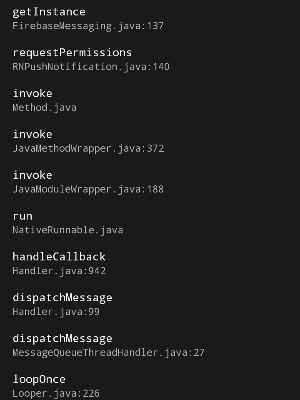 getInstance
FirebaseMessaging.java:137
requestPermissions
RNPushNotification.java:140
invoke
Method.java
invoke
JavaMethodWrapper.java:372
invoke
JavaModuleWrapper.java:188
run
NativeRunnable.java
handleCallback
Handler.java:942
dispatchMessage
Handler.java:99
dispatchMessage
MessageQueueThreadHandler.java:27
loopOnce
Looper.java:226